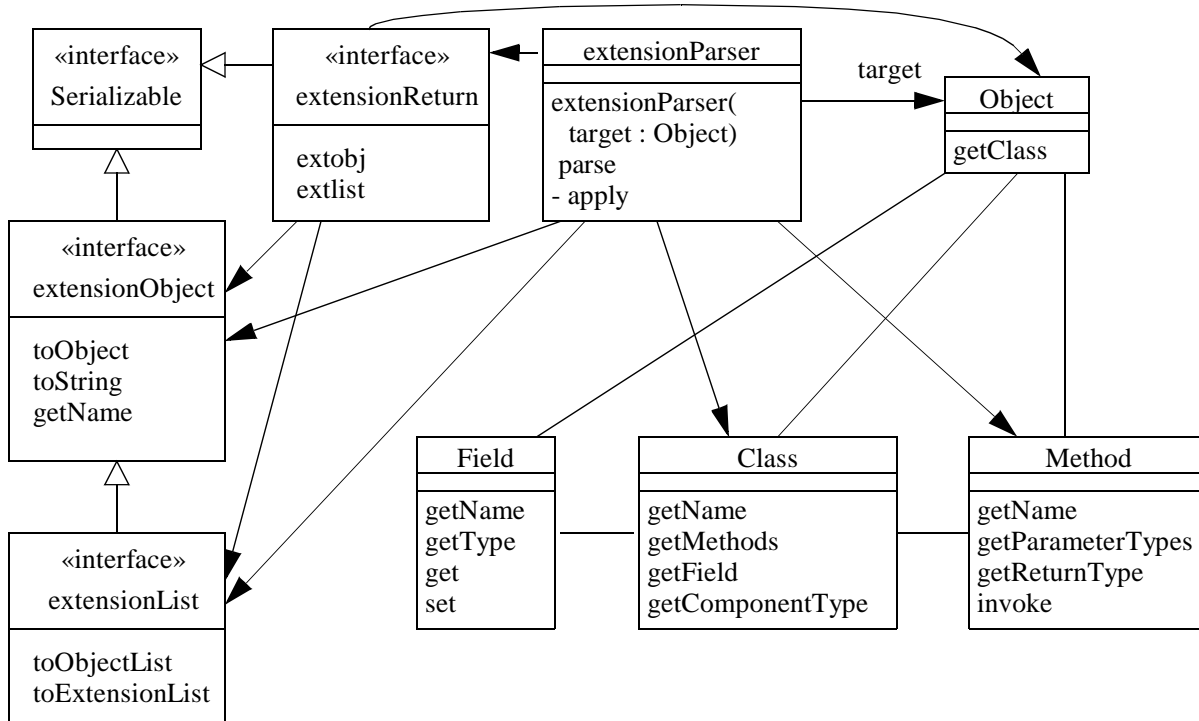 «interface»
Serializable
«interface»
extensionReturn
extobj
extlist
extensionParser
extensionParser(
target : Object)
parse
- apply
target
Object
getClass
«interface»
extensionObject
toObject
toString
getName
«interface»
extensionList
toObjectList
toExtensionList
Field
getName
getType
get
set
Class
getName
getMethods
getField
getComponentType
Method
getName
getParameterTypes
getReturnType
invoke